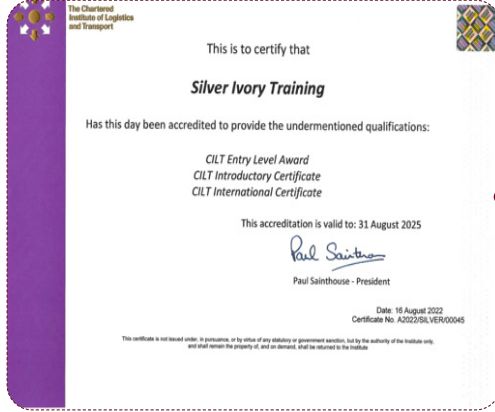 The Chartered
Institute of Logistics
and Transport
This is to certify that
Silver Ivory Training
Has this day been accredited to provide the undermentioned qualifications:
CILT Entry Level Award
CILT Introductory Certificate
CILT International Certificate
This accreditation is valid to: 31 August 2025
Paul Sainthouse - President
Date: 16 August 2022
Certificate No. A2022/SILVER/00045
This certificate is not issued under, in pursuance, or by virtue of any statutory or government sanction, but by the authority of the Institute only,
and shall remain the property of, and on demand, shall be returned to the Institute